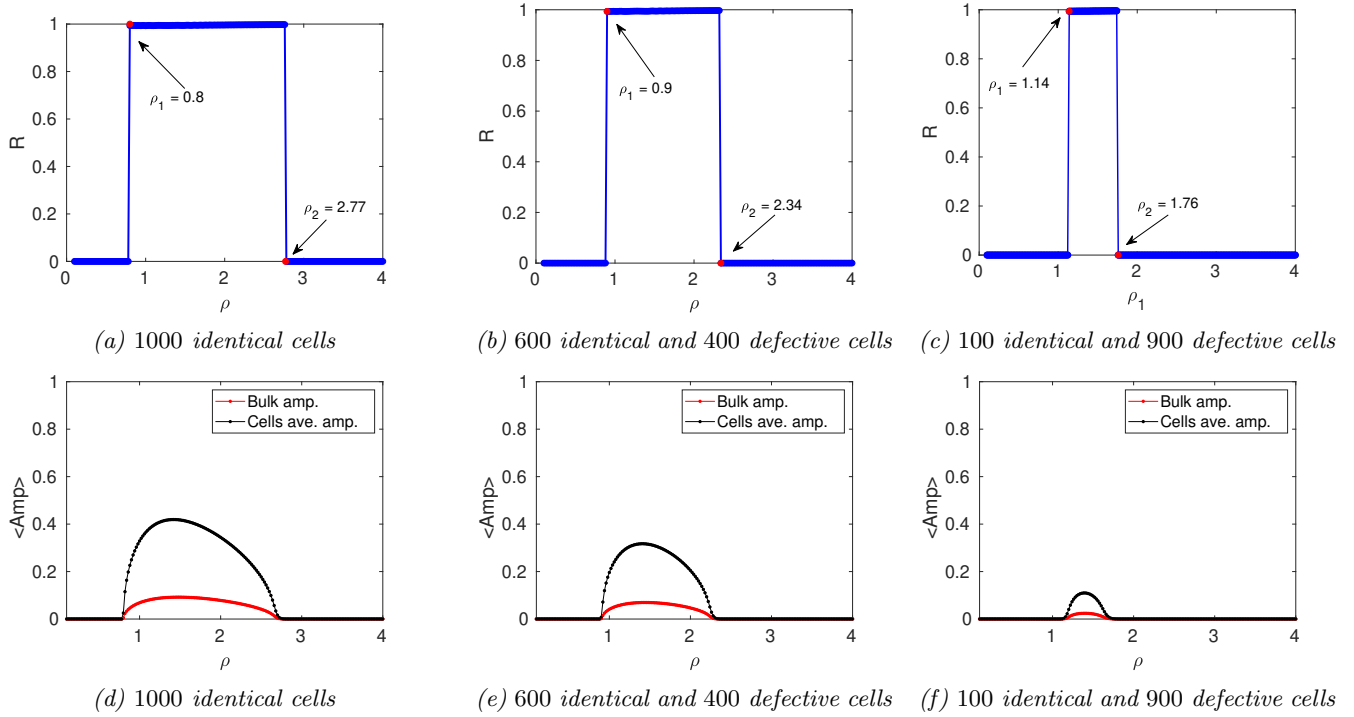 1
0.8
0.6
0.4
0.2
0
R
ρ₁ = 0.8
ρ₂ = 2.77
0 1 2 3 4
ρ
(a) 1000 identical cells
1
0.8
0.6
0.4
0.2
0
R
ρ₁ = 0.9
ρ₂ = 2.34
0 1 2 3 4
ρ
(b) 600 identical and 400 defective cells
1
0.8
0.6
0.4
0.2
0
R
ρ₁ = 1.14
ρ₂ = 1.76
0 1 2 3 4
ρ₁
(c) 100 identical and 900 defective cells
1
0.8
0.6
0.4
0.2
0
<Amp>
Bulk amp.
Cells ave. amp.
1 2 3 4
ρ
(d) 1000 identical cells
1
0.8
0.6
0.4
0.2
0
<Amp>
Bulk amp.
Cells ave. amp.
1 2 3 4
ρ
(e) 600 identical and 400 defective cells
1
0.8
0.6
0.4
0.2
0
<Amp>
Bulk amp.
Cells ave. amp.
1 2 3 4
ρ
(f) 100 identical and 900 defective cells